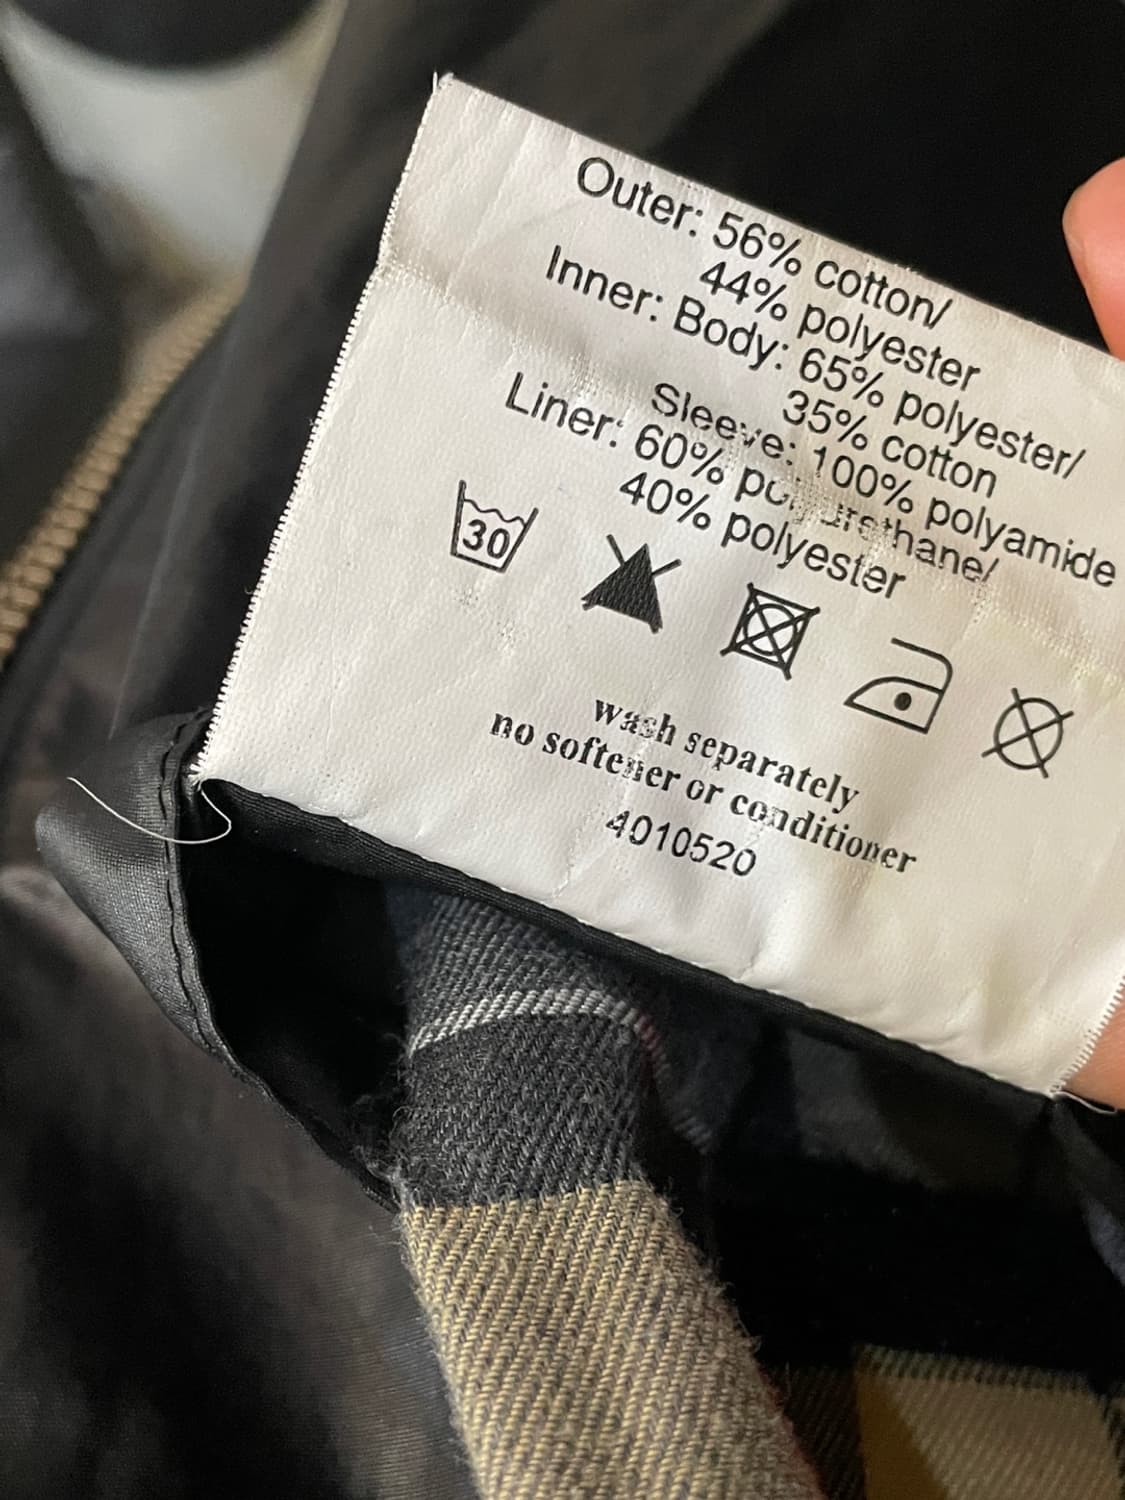 Outer: 56% cotton/
44% polyester
Inner: Body: 65% polyester/
35% cotton
Sleeve: 100% polyamide
Liner: 60% polyurethane/
40% polyester
30
wash separately
no softener or conditioner
4010520